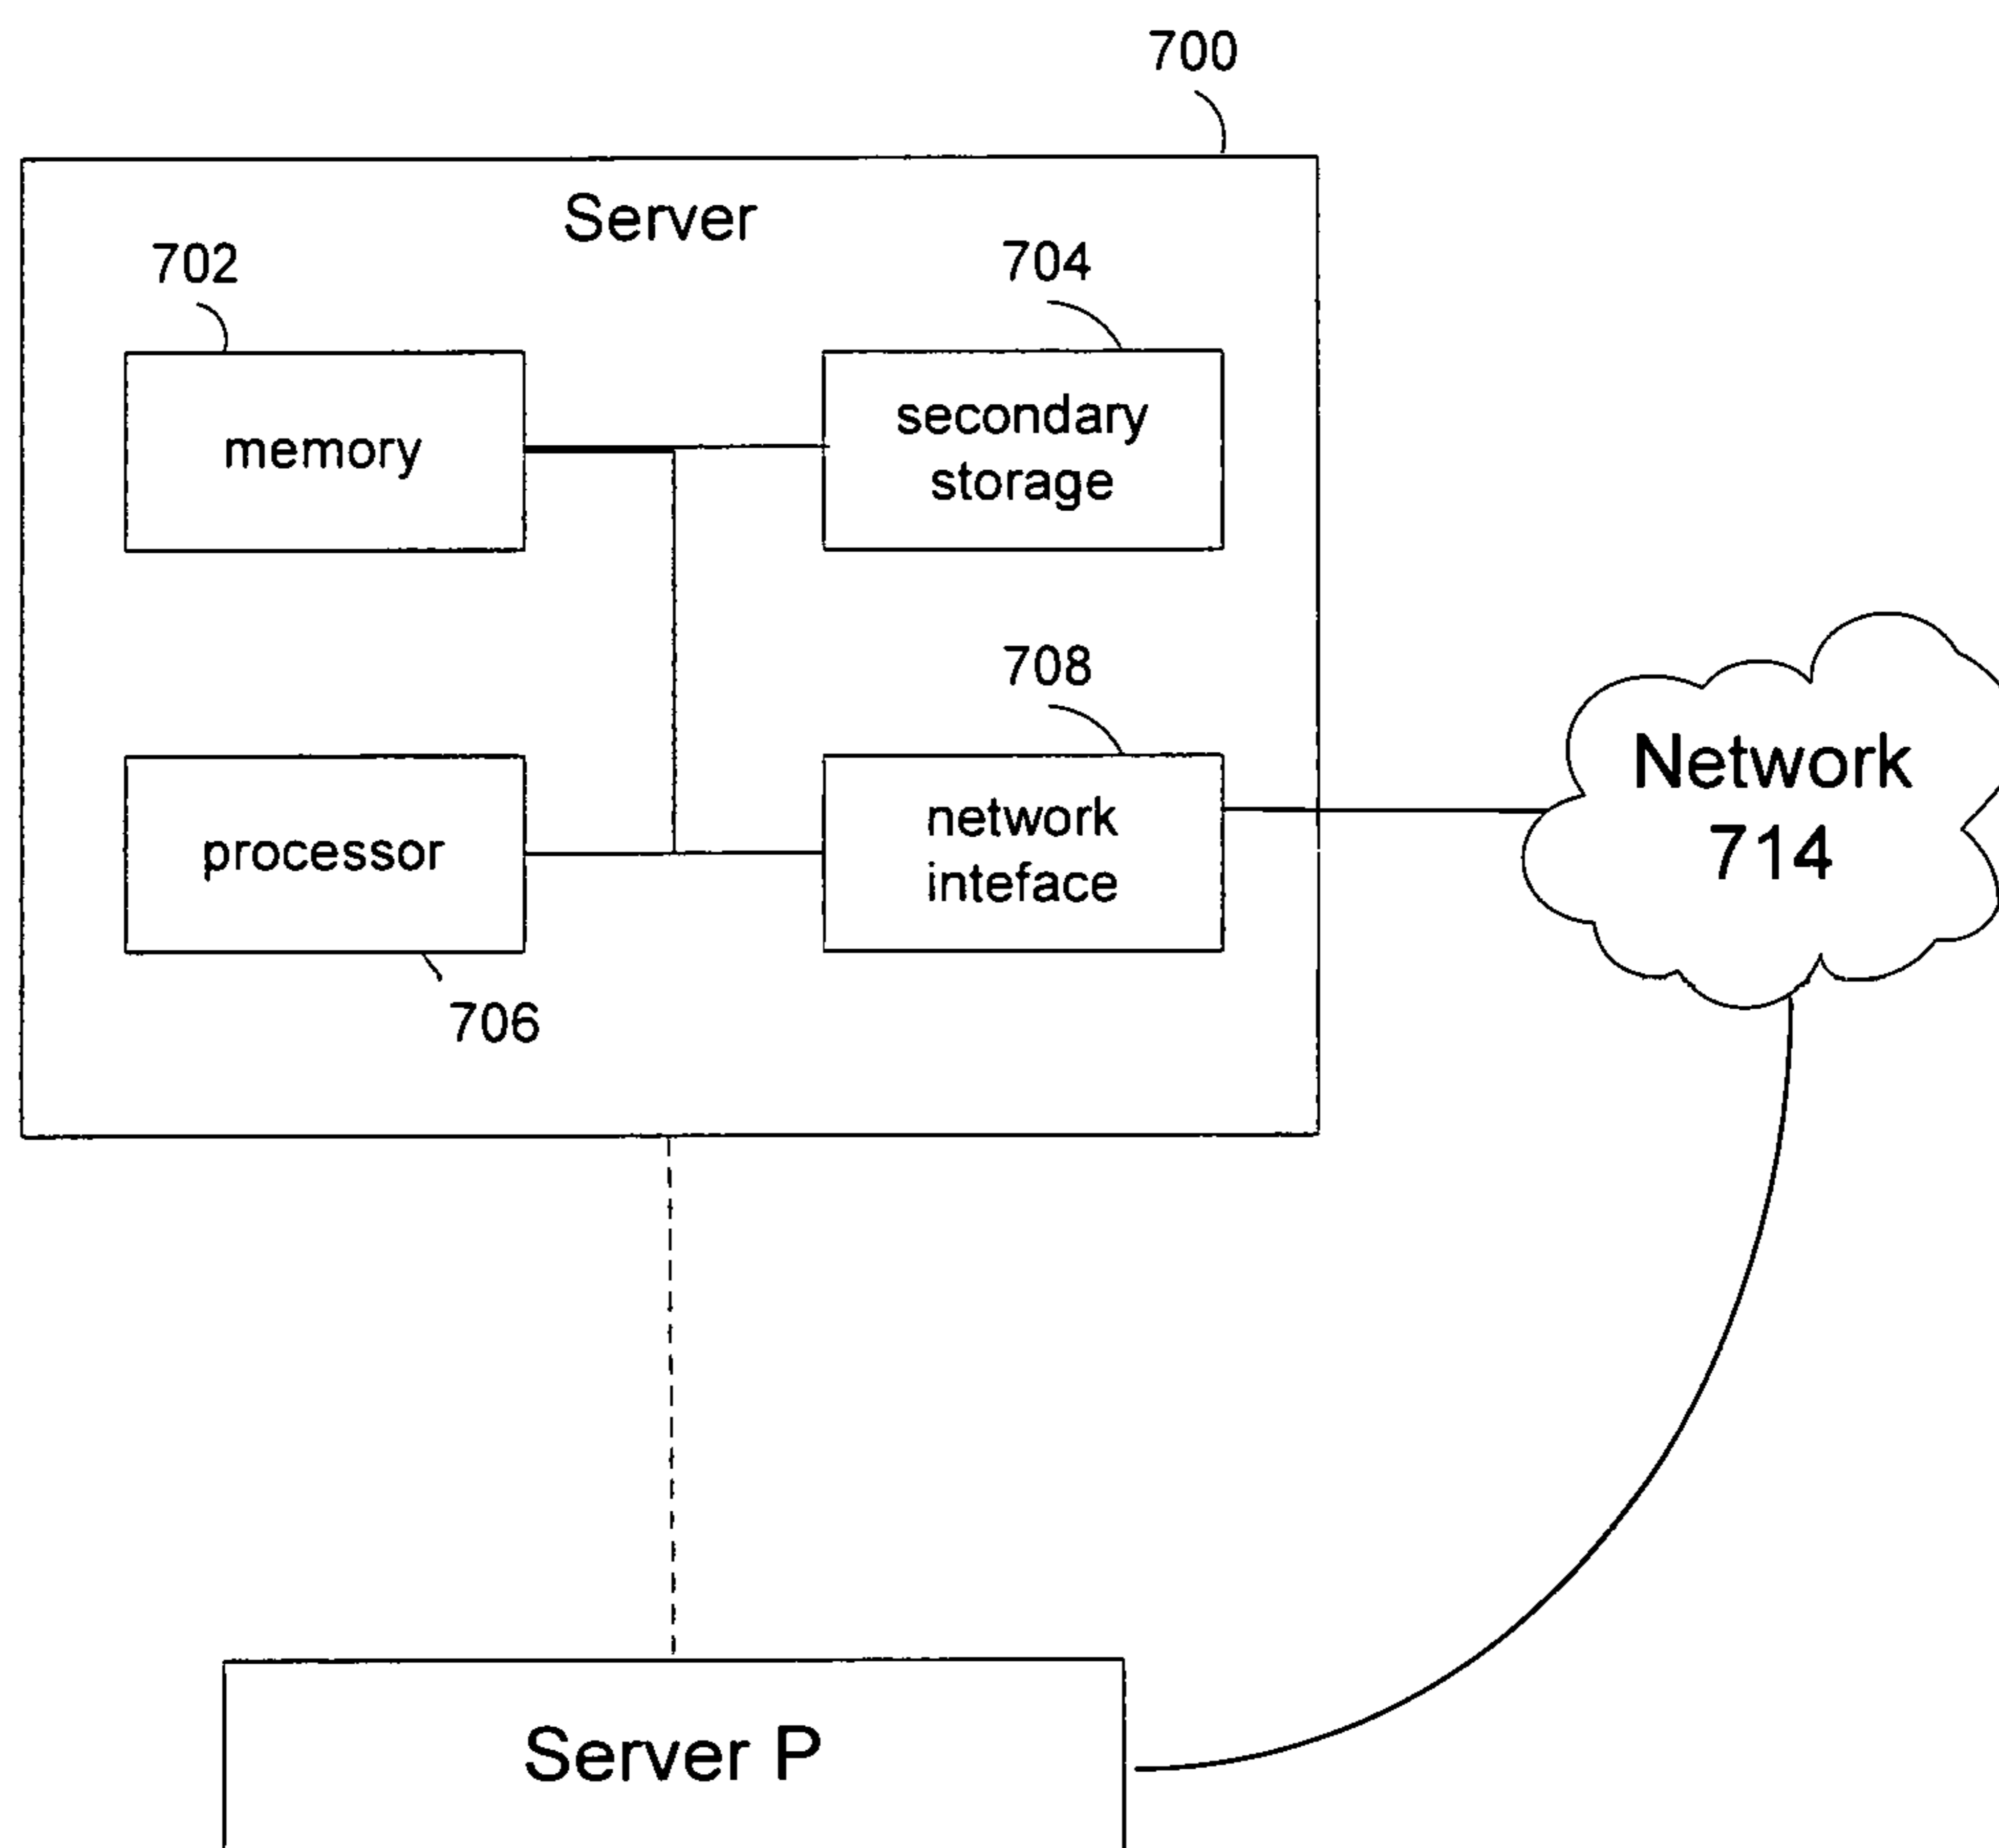 700
Server
702
704
memory
secondary
storage
708
Network
714
processor
network
inteface
706
Server P